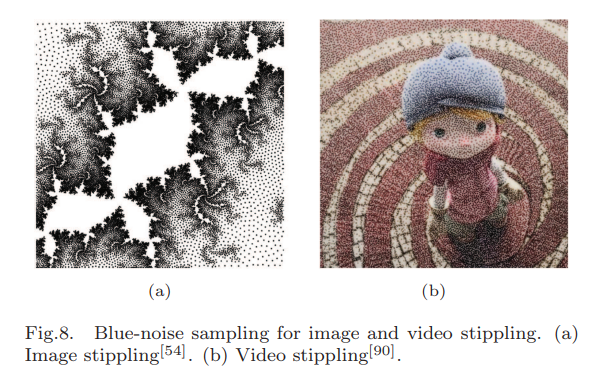 (a)
(b)
Fig.8. Blue-noise sampling for image and video stippling. (a)
Image stippling[54]. (b) Video stippling[90].